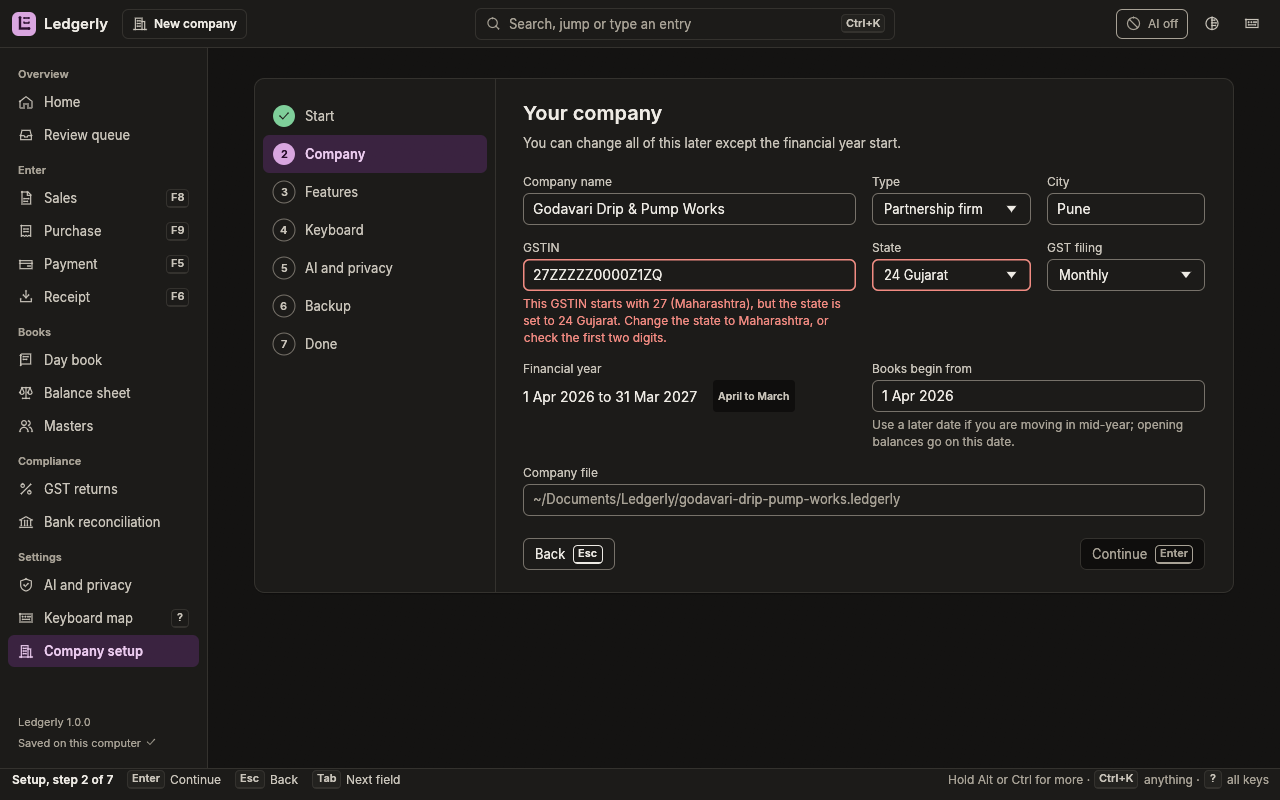 Ledgerly
New company
Search, jump or type an entry
Ctrl+K
AI off
Overview
Home
Review queue
Enter
Sales F8
Purchase F9
Payment F5
Receipt F6
Books
Day book
Balance sheet
Masters
Compliance
GST returns
Bank reconciliation
Settings
AI and privacy
Keyboard map ?
Company setup
Ledgerly 1.0.0
Saved on this computer
Start
2 Company
3 Features
4 Keyboard
5 AI and privacy
6 Backup
7 Done
Your company
You can change all of this later except the financial year start.
Company name
Godavari Drip & Pump Works
Type
Partnership firm
City
Pune
GSTIN
27ZZZZZ0000Z1ZQ
State
24 Gujarat
GST filing
Monthly
This GSTIN starts with 27 (Maharashtra), but the state is
set to 24 Gujarat. Change the state to Maharashtra, or
check the first two digits.
Financial year
1 Apr 2026 to 31 Mar 2027 April to March
Books begin from
1 Apr 2026
Use a later date if you are moving in mid-year; opening
balances go on this date.
Company file
~/Documents/Ledgerly/godavari-drip-pump-works.ledgerly
Back Esc
Continue Enter
Setup, step 2 of 7 Enter Continue Esc Back Tab Next field
Hold Alt or Ctrl for more · Ctrl+K anything · ? all keys